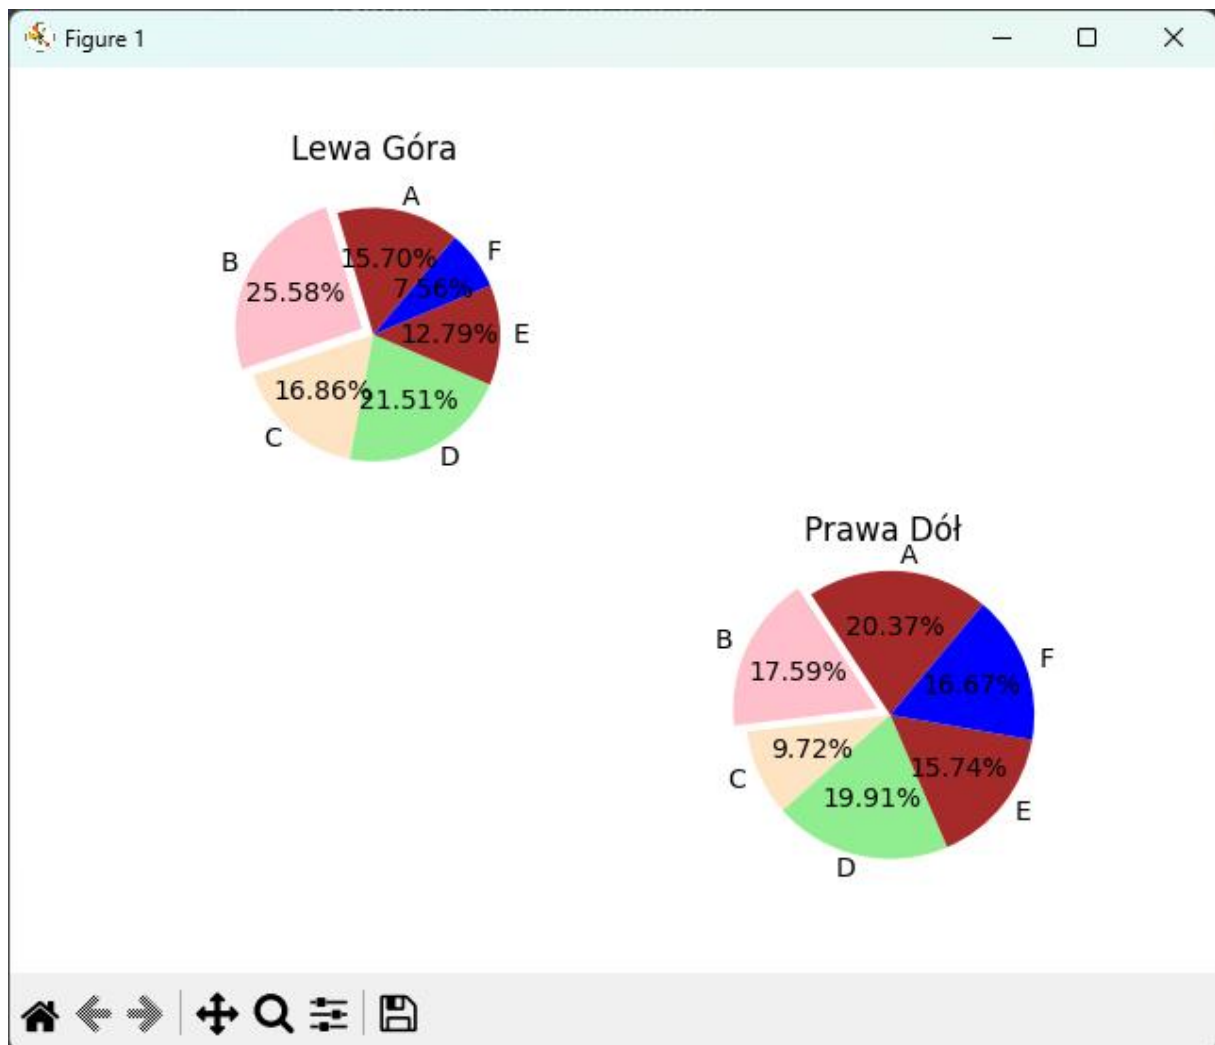 Figure 1
Lewa Góra
A
F
B
15.70%
7.56%
25.58%
12.79%
E
16.86%
21.51%
C
D
Prawa Dół
A
B
20.37%
F
17.59%
16.67%
9.72%
15.74%
C
19.91%
E
D